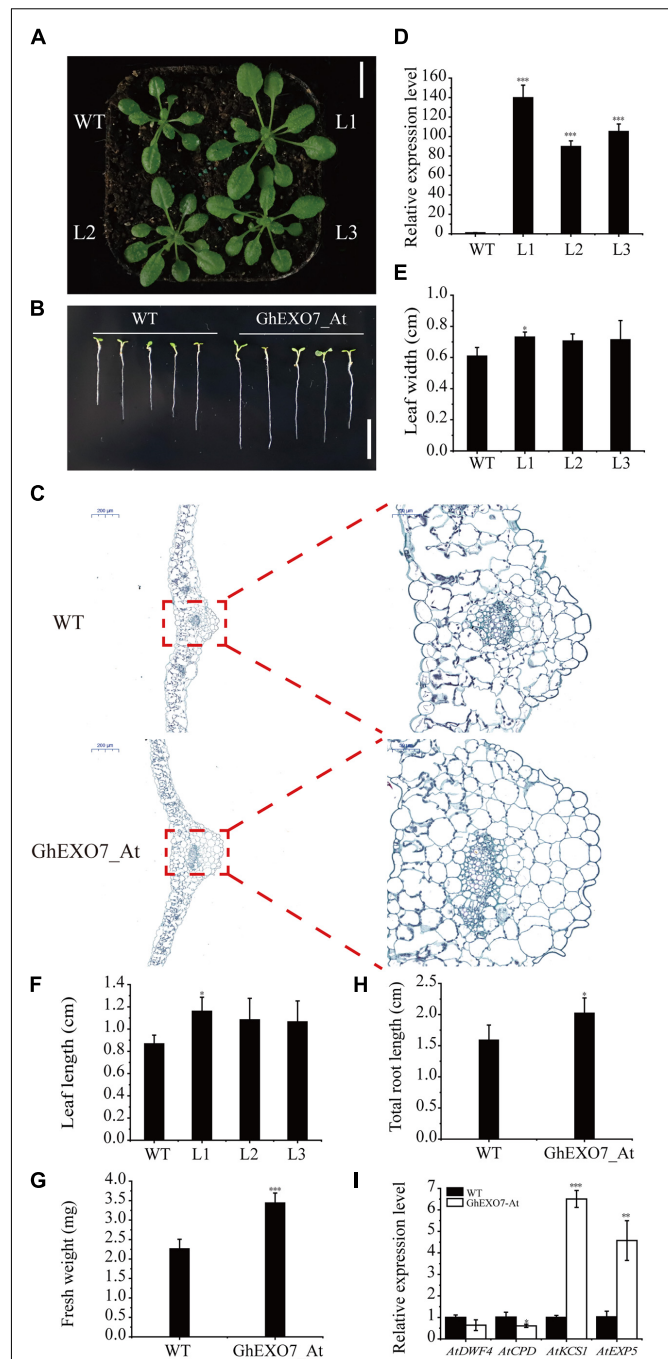 A
WT
L1
L2
L3
B
WT
GhEXO7_At
C
200 μm
WT
200 μm
GhEXO7_At
D
Relative expression level
160
140
120
100
80
60
40
20
0
***
***
***
WT L1 L2 L3
E
Leaf width (cm)
1.0
0.8
0.6
0.4
0.2
0.0
*
WT L1 L2 L3
F
Leaf length (cm)
1.4
1.2
1.0
0.8
0.6
0.4
0.2
0.0
*
WT L1 L2 L3
H
Total root length (cm)
2.5
2.0
1.5
1.0
0.5
0.0
*
WT GhEXO7_At
G
Fresh weight (mg)
4.0
3.5
3.0
2.5
2.0
1.5
1.0
0.5
0.0
***
WT GhEXO7_At
I
Relative expression level
7
6
5
4
3
2
1
0
WT
GhEXO7-At
*
***
**
AtDWF4 AtCPD AtKCS1 AtEXP5